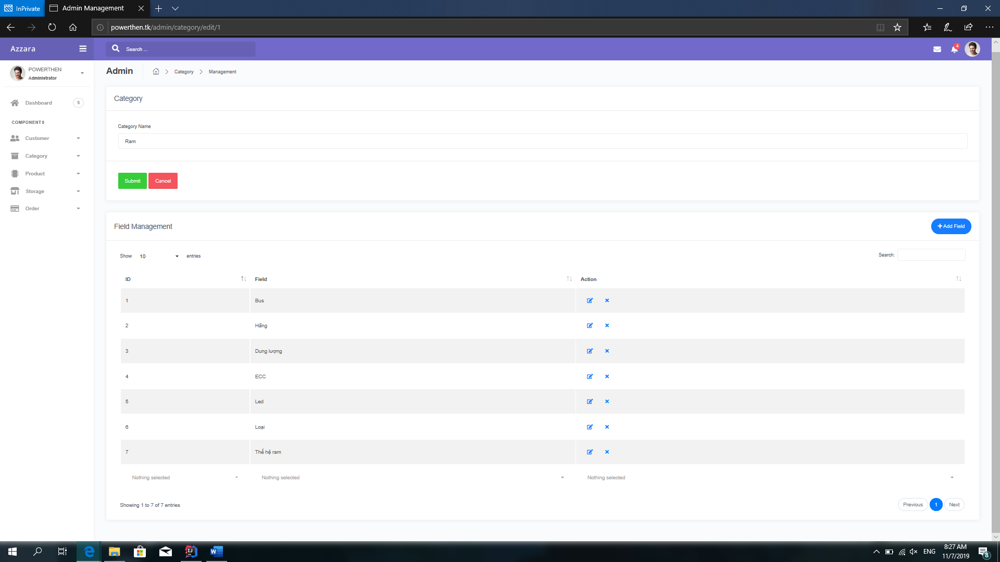 InPrivate
Admin Management
powerthen.tk/admin/category/edit/1
Azzara
Search ...
4
POWERTHEN
Administrator
Dashboard
5
COMPONENTS
Customer
Category
Product
Storage
Order
Admin
Category
Management
Category
Category Name
Ram
Submit
Cancel
Field Management
Add Field
Show 10 entries
Search:
ID Field Action
1 Bus
2 Hãng
3 Dung lượng
4 ECC
5 Led
6 Loại
7 Thế hệ ram
Nothing selected Nothing selected Nothing selected
Showing 1 to 7 of 7 entries
Previous 1 Next
ENG
8:27 AM
11/7/2019
8